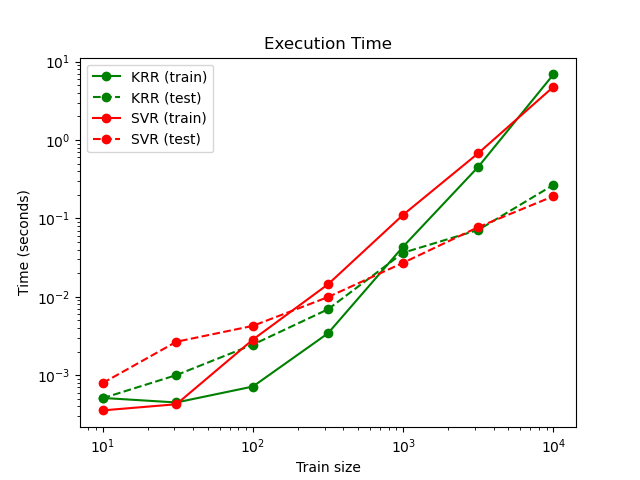 Execution Time
KRR (train)
KRR (test)
SVR (train)
SVR (test)
Time (seconds)
10¹
10⁰
10⁻¹
10⁻²
10⁻³
10¹ 10² 10³ 10⁴
Train size